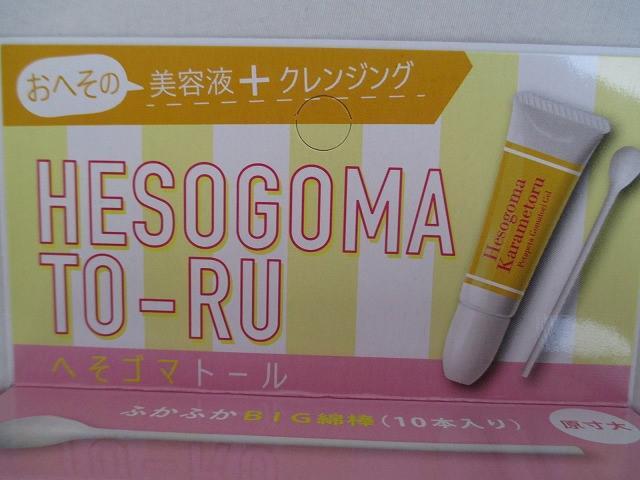 おへその
美容液+クレンジング
HESOGOMA
TO-RU
へそゴマトール
Hesogoma
Karametoru
Gomatori Gel
ふかふかBIG綿棒(10本入り)
原寸大